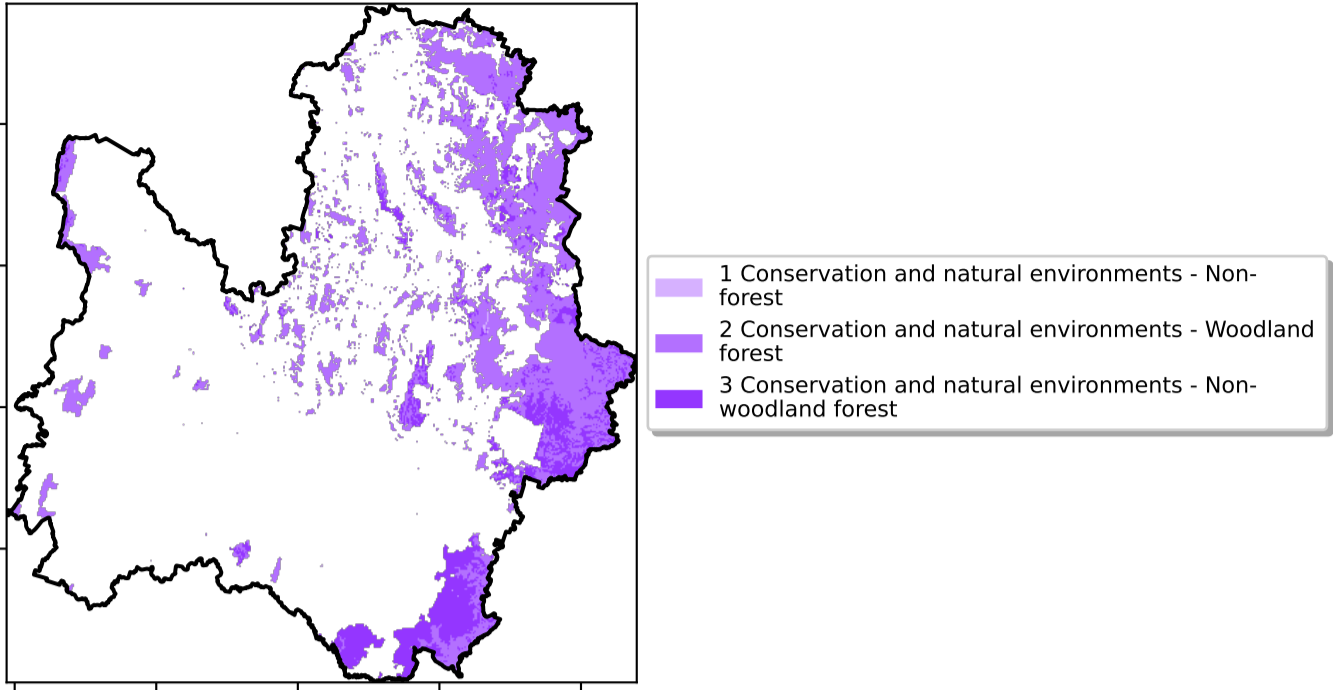 1 Conservation and natural environments - Non-
forest
2 Conservation and natural environments - Woodland
forest
3 Conservation and natural environments - Non-
woodland forest